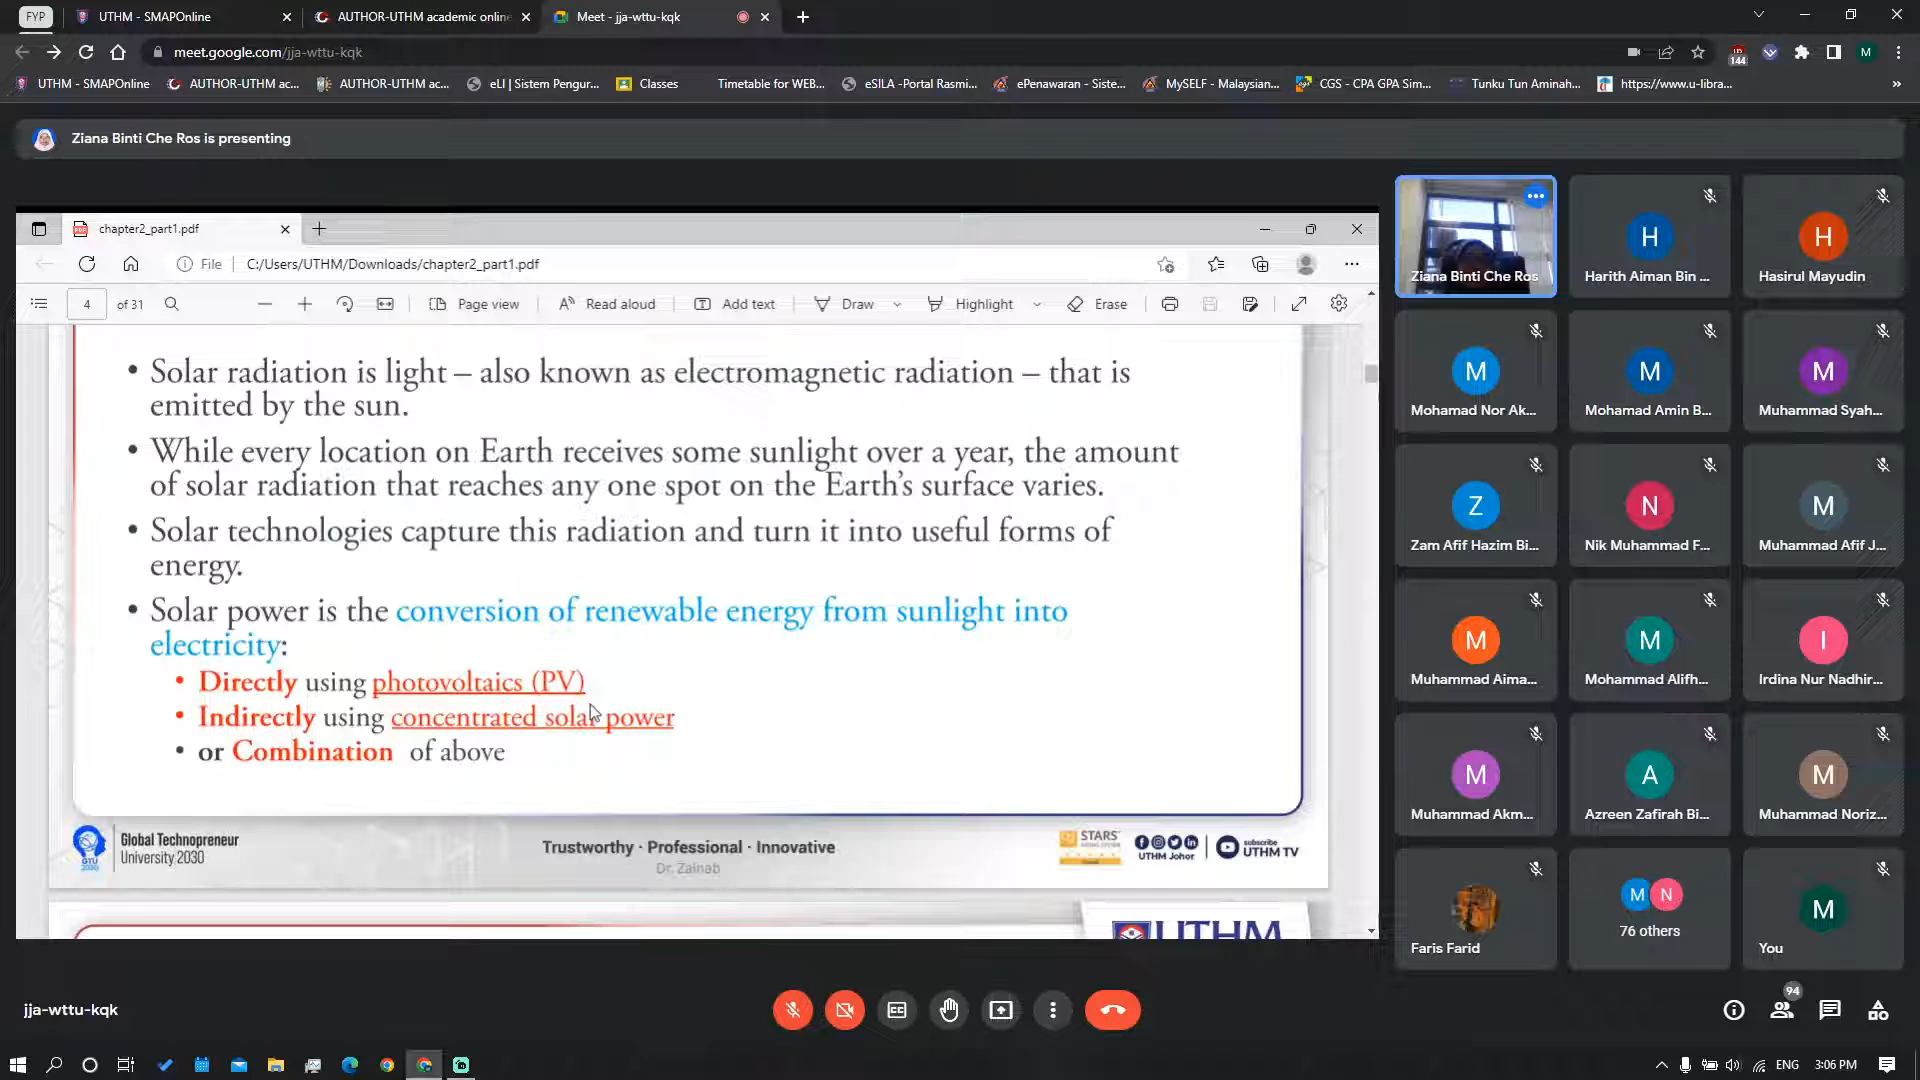 FYP
UTHM - SMAPOnline
AUTHOR-UTHM academic online
Meet - jja-wttu-kqk
meet.google.com/jja-wttu-kqk
144
M
UTHM - SMAPOnline
AUTHOR-UTHM ac...
AUTHOR-UTHM ac...
eLI | Sistem Pengur...
Classes
Timetable for WEB...
eSILA -Portal Rasmi...
ePenawaran - Siste...
MySELF - Malaysian...
CGS - CPA GPA Sim...
Tunku Tun Aminah...
https://www.u-libra...
Ziana Binti Che Ros is presenting
chapter2_part1.pdf
File
C:/Users/UTHM/Downloads/chapter2_part1.pdf
4
of 31
Page view
Read aloud
Add text
Draw
Highlight
Erase
• Solar radiation is light – also known as electromagnetic radiation – that is
emitted by the sun.
• While every location on Earth receives some sunlight over a year, the amount
of solar radiation that reaches any one spot on the Earth's surface varies.
• Solar technologies capture this radiation and turn it into useful forms of
energy.
• Solar power is the conversion of renewable energy from sunlight into
electricity:
• Directly using photovoltaics (PV)
• Indirectly using concentrated solar power
• or Combination of above
GTU
2030
Global Technopreneur
University 2030
Trustworthy · Professional · Innovative
Dr. Zainab
STARS
UTHM Johor
subscribe
UTHM TV
UTHM
Ziana Binti Che Ros
H
Harith Aiman Bin ...
H
Hasirul Mayudin
M
Mohamad Nor Ak...
M
Mohamad Amin B...
M
Muhammad Syah...
Z
Zam Afif Hazim Bi...
N
Nik Muhammad F...
M
Muhammad Afif J...
M
Muhammad Aima...
M
Mohammad Alifh...
I
Irdina Nur Nadhir...
M
Muhammad Akm...
A
Azreen Zafirah Bi...
M
Muhammad Noriz...
Faris Farid
M
N
76 others
M
You
jja-wttu-kqk
94
ENG
3:06 PM